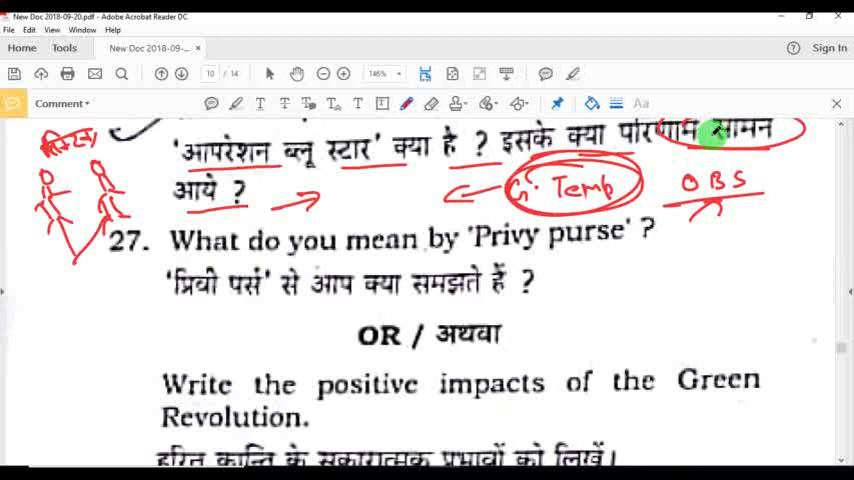 New Doc 2018-09-20.pdf - Adobe Acrobat Reader DC
File Edit View Window Help
Home Tools New Doc 2018-09-... × Sign In
10 / 14 146%
Comment
'आपरेशन ब्लू स्टार' क्या है ? इसके क्या परिणाम सामने
आये ?
G. Temp
OBS
27. What do you mean by 'Privy purse' ?
'प्रिवी पर्स' से आप क्या समझते हैं ?
OR / अथवा
Write the positive impacts of the Green
Revolution.
हरित क्रान्ति के सकारात्मक प्रभावों को लिखें।